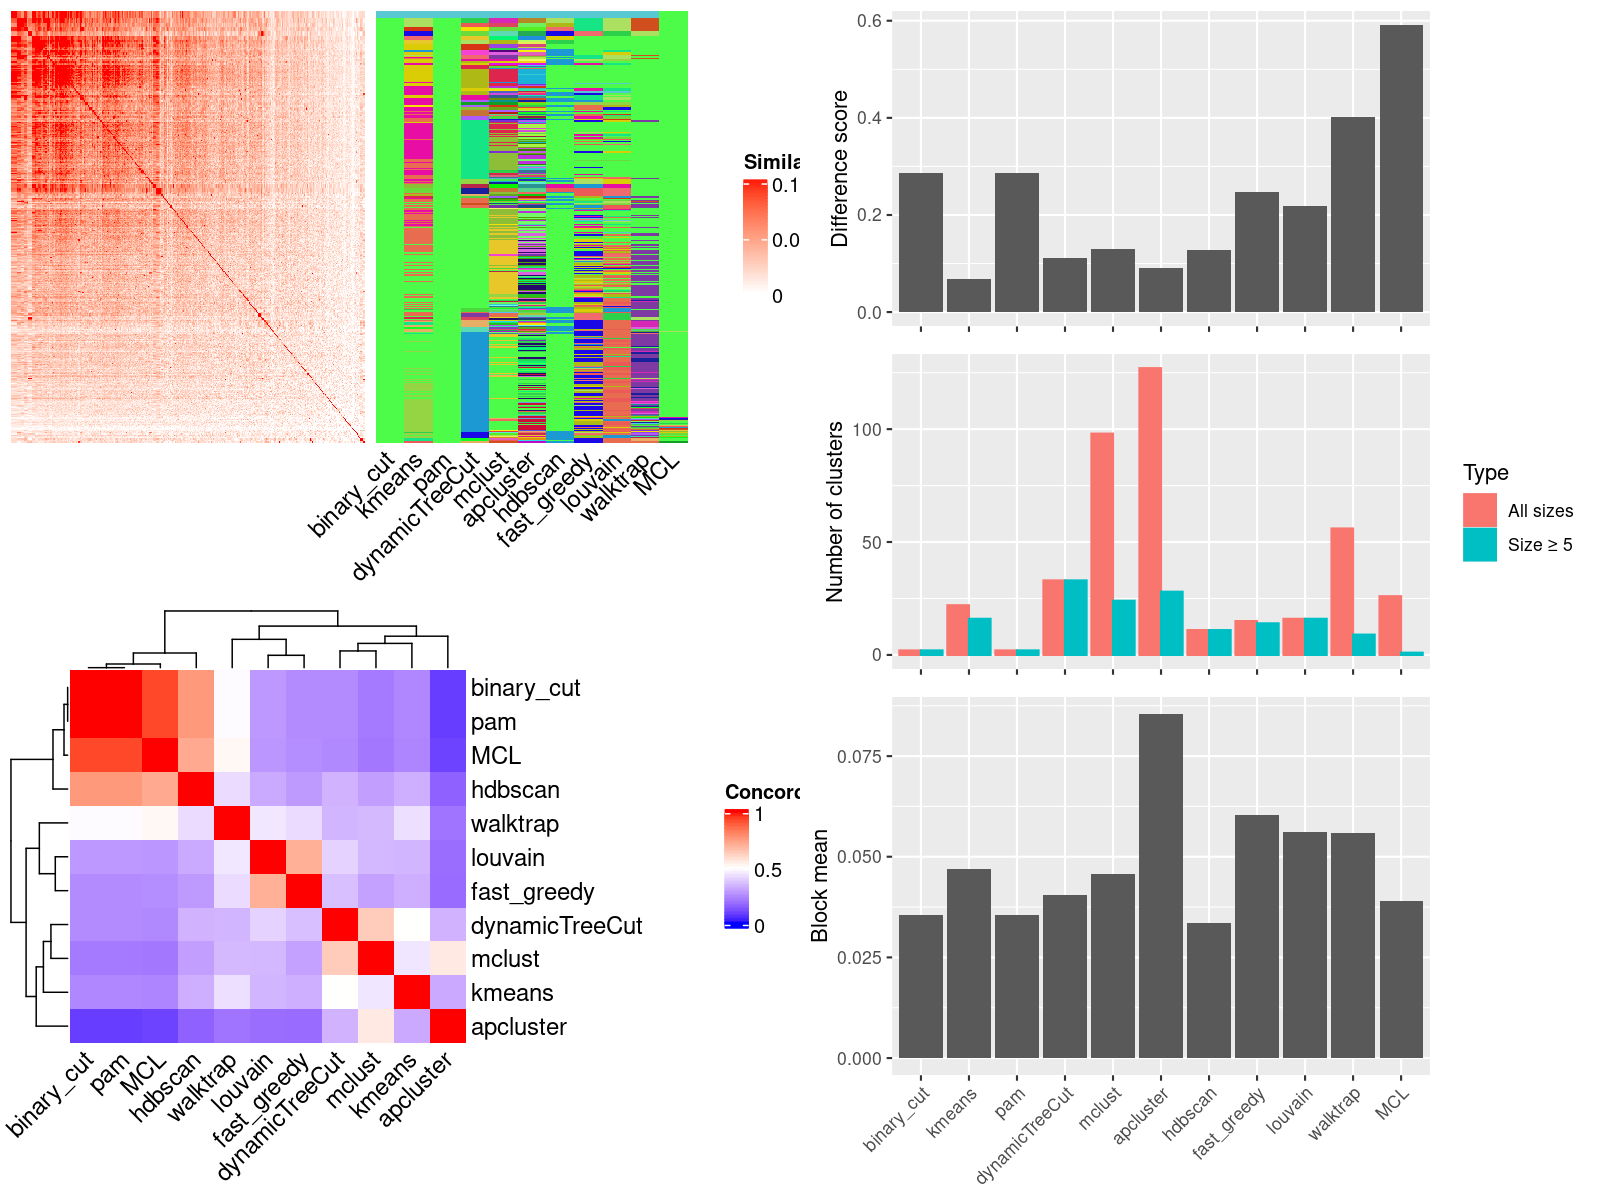 Simila
0.1
0.0
0
binary_cut
kmeans
pam
dynamicTreeCut
mclust
apcluster
hdbscan
fast_greedy
louvain
walktrap
MCL
binary_cut
pam
MCL
hdbscan
walktrap
louvain
fast_greedy
dynamicTreeCut
mclust
kmeans
apcluster
binary_cut
pam
MCL
hdbscan
walktrap
louvain
fast_greedy
dynamicTreeCut
mclust
kmeans
apcluster
Concord
1
0.5
0
Difference score
0.6
0.4
0.2
0.0
Number of clusters
100
50
0
Type
All sizes
Size ≥ 5
Block mean
0.075
0.050
0.025
0.000
binary_cut
kmeans
pam
dynamicTreeCut
mclust
apcluster
hdbscan
fast_greedy
louvain
walktrap
MCL